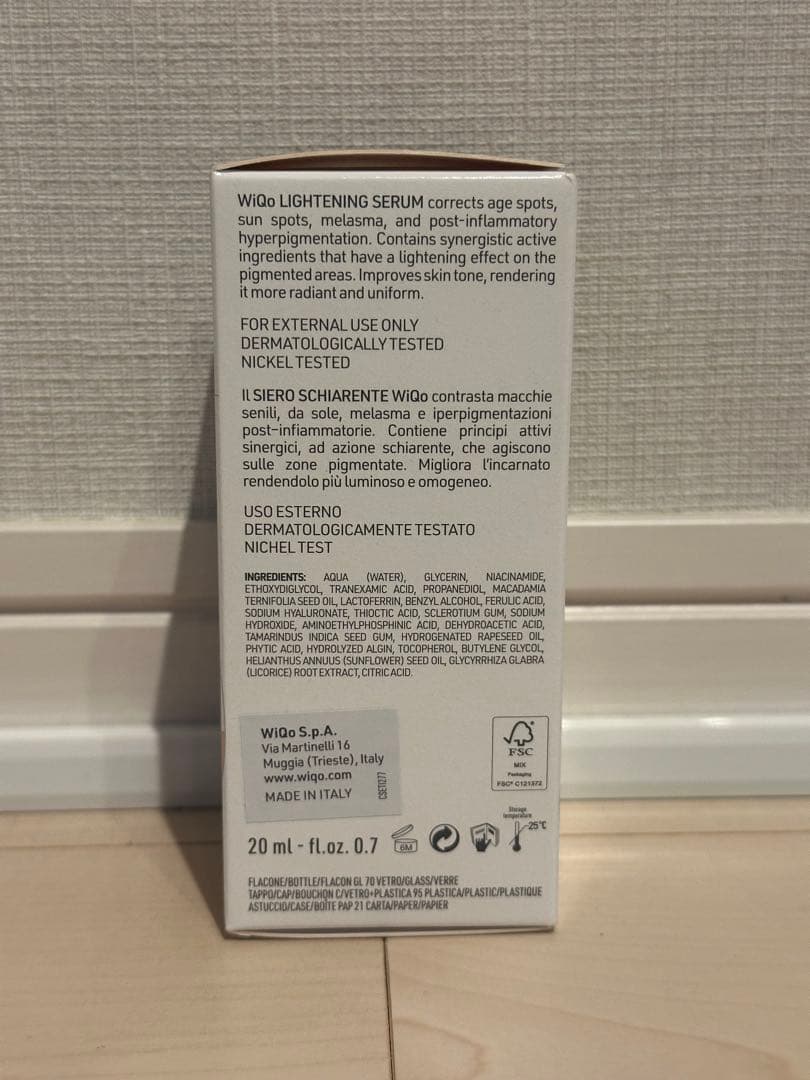 WiQo LIGHTENING SERUM corrects age spots,
sun spots, melasma, and post-inflammatory
hyperpigmentation. Contains synergistic active
ingredients that have a lightening effect on the
pigmented areas. Improves skin tone, rendering
it more radiant and uniform.
FOR EXTERNAL USE ONLY
DERMATOLOGICALLY TESTED
NICKEL TESTED
Il SIERO SCHIARENTE WiQo contrasta macchie
senili, da sole, melasma e iperpigmentazioni
post-infiammatorie. Contiene principi attivi
sinergici, ad azione schiarente, che agiscono
sulle zone pigmentate. Migliora l'incarnato
rendendolo più luminoso e omogeneo.
USO ESTERNO
DERMATOLOGICAMENTE TESTATO
NICHEL TEST
INGREDIENTS: AQUA (WATER), GLYCERIN, NIACINAMIDE,
ETHOXYDIGLYCOL, TRANEXAMIC ACID, PROPANEDIOL, MACADAMIA
TERNIFOLIA SEED OIL, LACTOFERRIN, BENZYL ALCOHOL, FERULIC ACID,
SODIUM HYALURONATE, THIOCTIC ACID, SCLEROTIUM GUM, SODIUM
HYDROXIDE, AMINOETHYLPHOSPHINIC ACID, DEHYDROACETIC ACID,
TAMARINDUS INDICA SEED GUM, HYDROGENATED RAPESEED OIL,
PHYTIC ACID, HYDROLYZED ALGIN, TOCOPHEROL, BUTYLENE GLYCOL,
HELIANTHUS ANNUUS (SUNFLOWER) SEED OIL, GLYCYRRHIZA GLABRA
(LICORICE) ROOT EXTRACT, CITRIC ACID.
WiQo S.p.A.
Via Martinelli 16
Muggia (Trieste), Italy
www.wiqo.com
MADE IN ITALY
CSE11277
FSC
MIX
Packaging
FSC® C121372
20 ml - fl.oz. 0.7
6M
Storage
temperature
25°C
FLACONE/BOTTLE/FLACON GL 70 VETRO/GLASS/VERRE
TAPPO/CAP/BOUCHON C/VETRO+PLASTICA 95 PLASTICA/PLASTIC/PLASTIQUE
ASTUCCIO/CASE/BOÎTE PAP 21 CARTA/PAPER/PAPIER